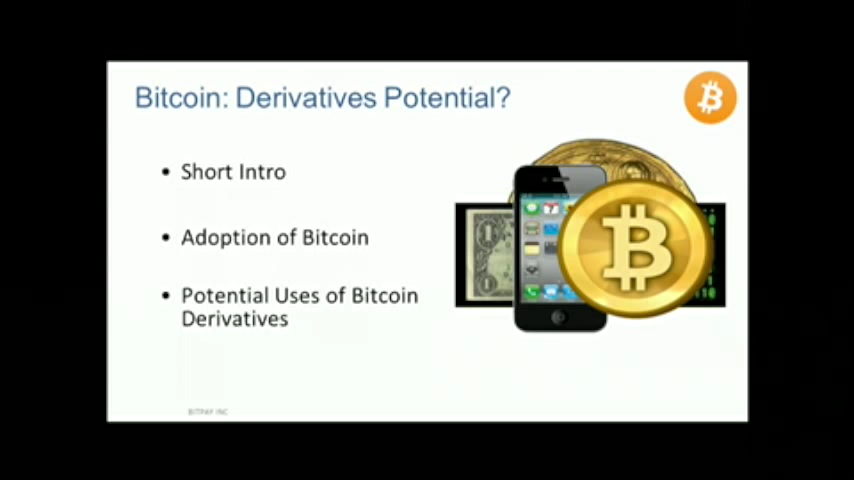 Bitcoin: Derivatives Potential?
• Short Intro
• Adoption of Bitcoin
• Potential Uses of Bitcoin
Derivatives
BITPAY INC